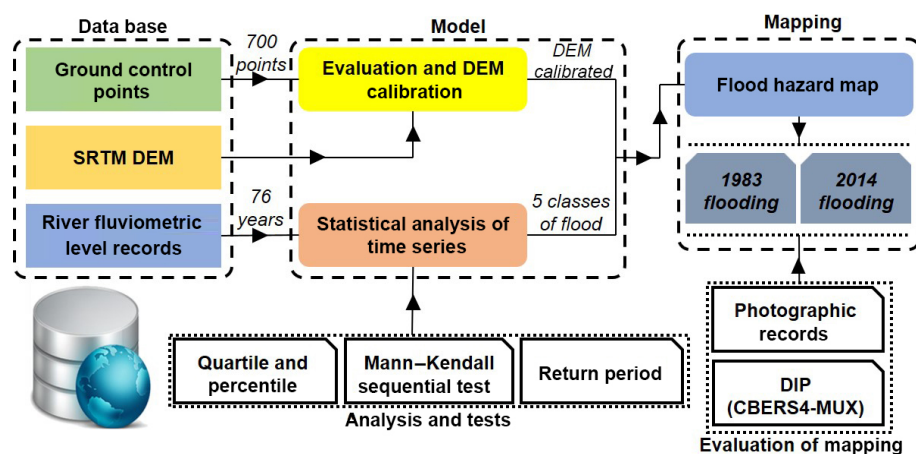 Data base
Model
Mapping
Ground control
points
700
points
Evaluation and DEM
calibration
DEM
calibrated
Flood hazard map
SRTM DEM
1983
flooding
2014
flooding
River fluviometric
level records
76
years
Statistical analysis of
time series
5 classes
of flood
Quartile and
percentile
Mann–Kendall
sequential test
Return period
Analysis and tests
Photographic
records
DIP
(CBERS4-MUX)
Evaluation of mapping